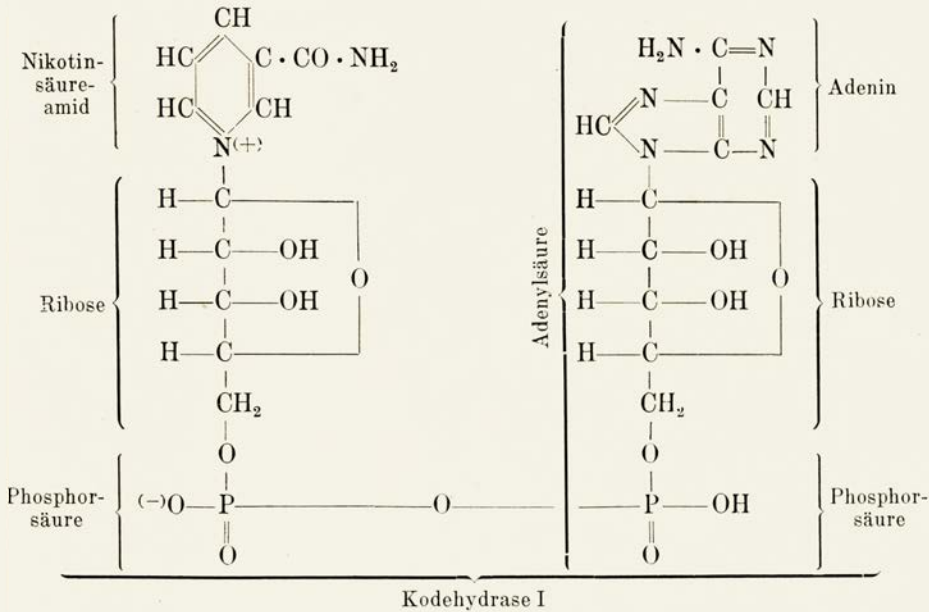 CH
HC C · CO · NH₂
Nikotin-
säure-
amid
HC CH
N(+)
H₂N · C=N
N C CH
HC
N C N
Adenin
H—C
H—C—OH
O
H—C—OH
H—C
CH₂
Ribose
Adenylsäure
H—C
H—C—OH
O
H—C—OH
H—C
CH₂
Ribose
O
O
Phosphor-
säure
(−)O—P—O—P—OH
O
O
Phosphor-
säure
Kodehydrase I